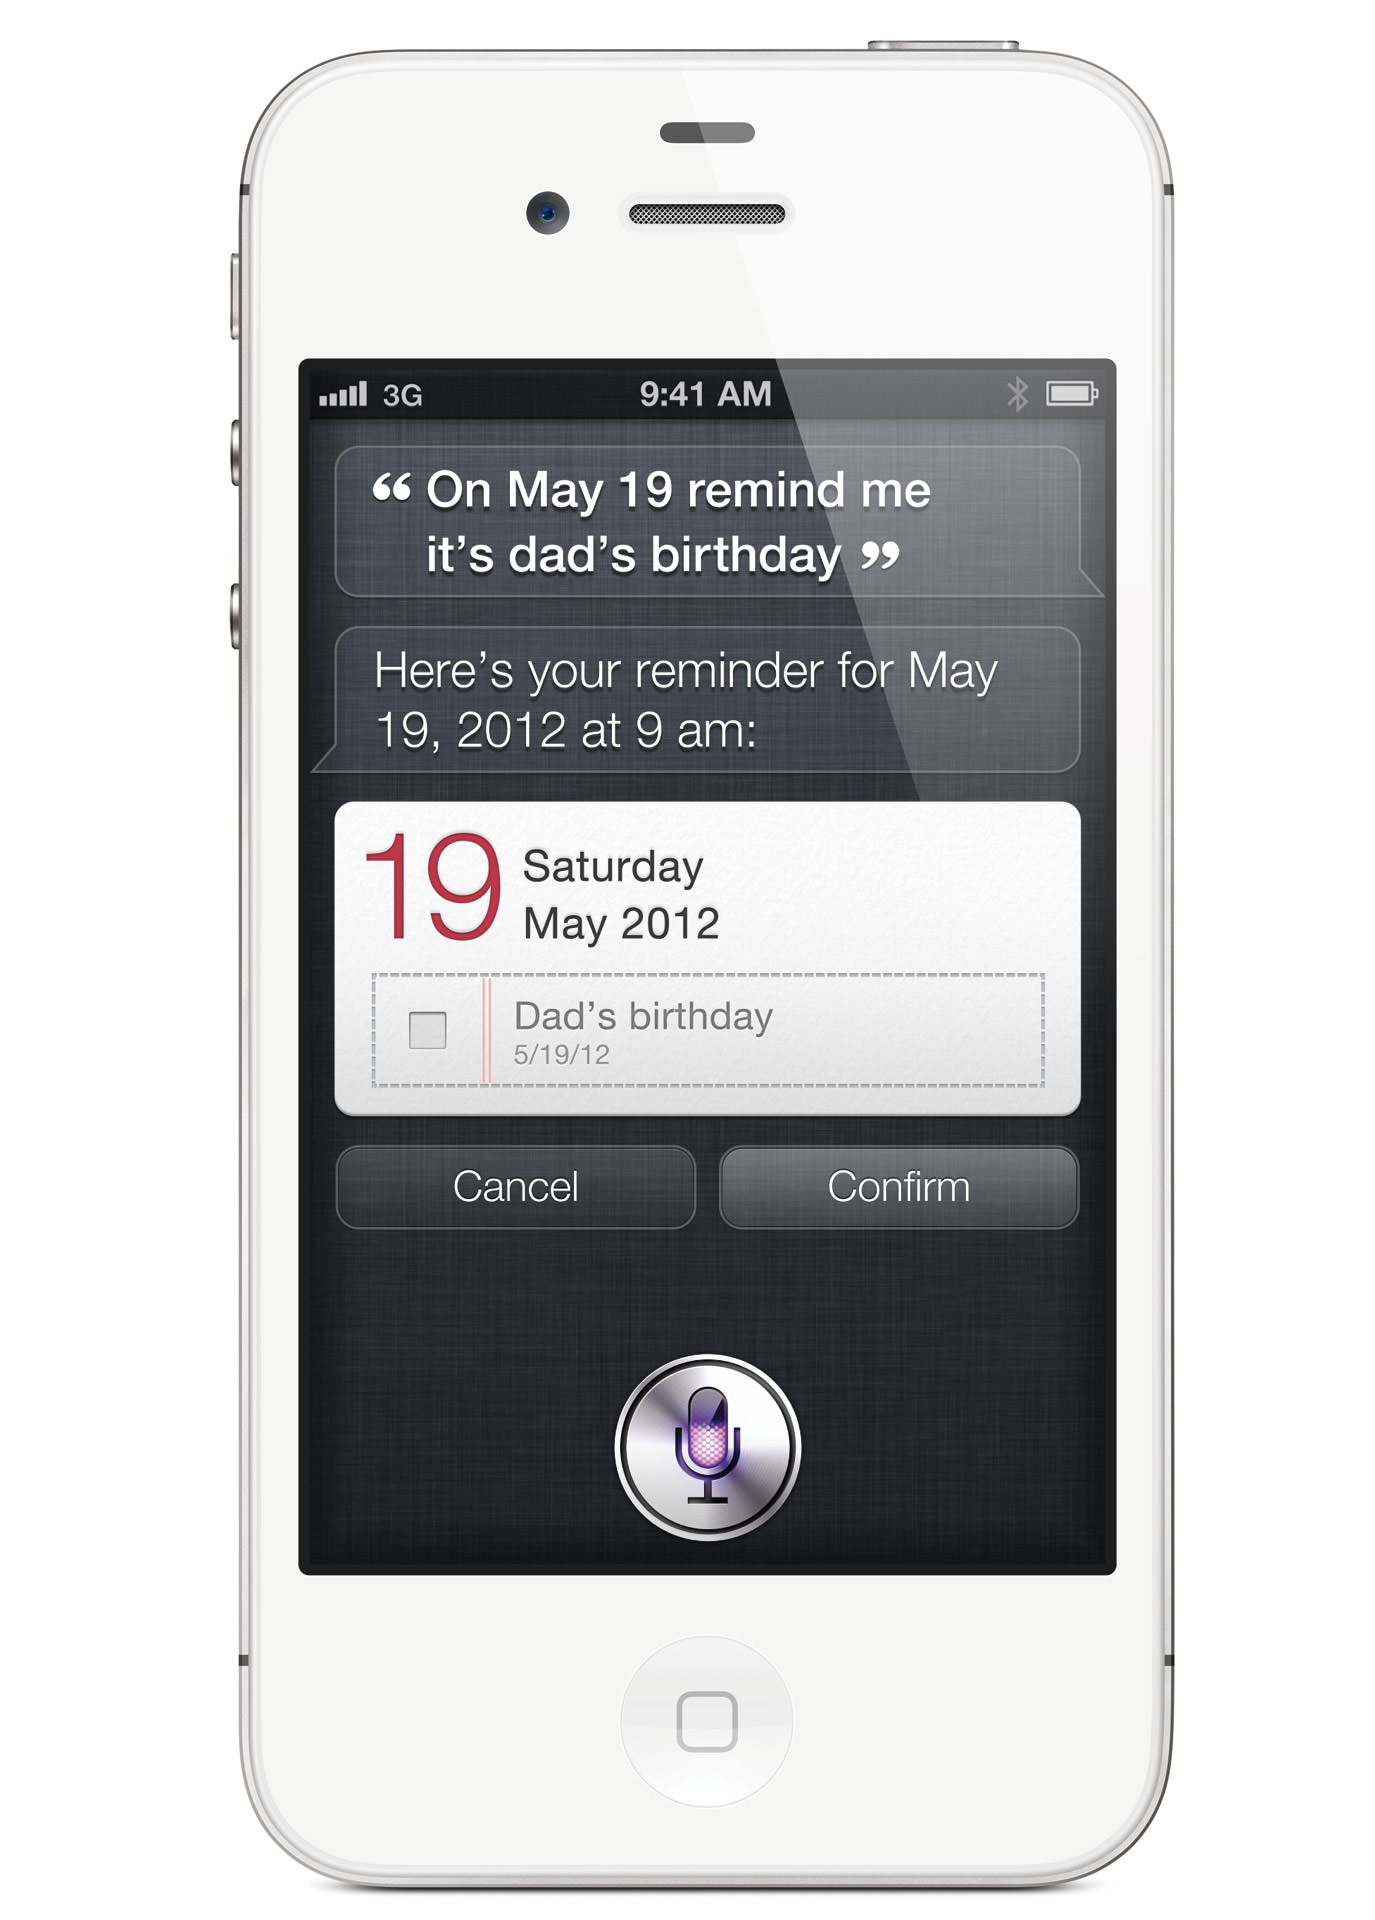 3G 9:41 AM
“ On May 19 remind me
it’s dad’s birthday ”
Here’s your reminder for May
19, 2012 at 9 am:
19
Saturday
May 2012
Dad’s birthday
5/19/12
Cancel Confirm